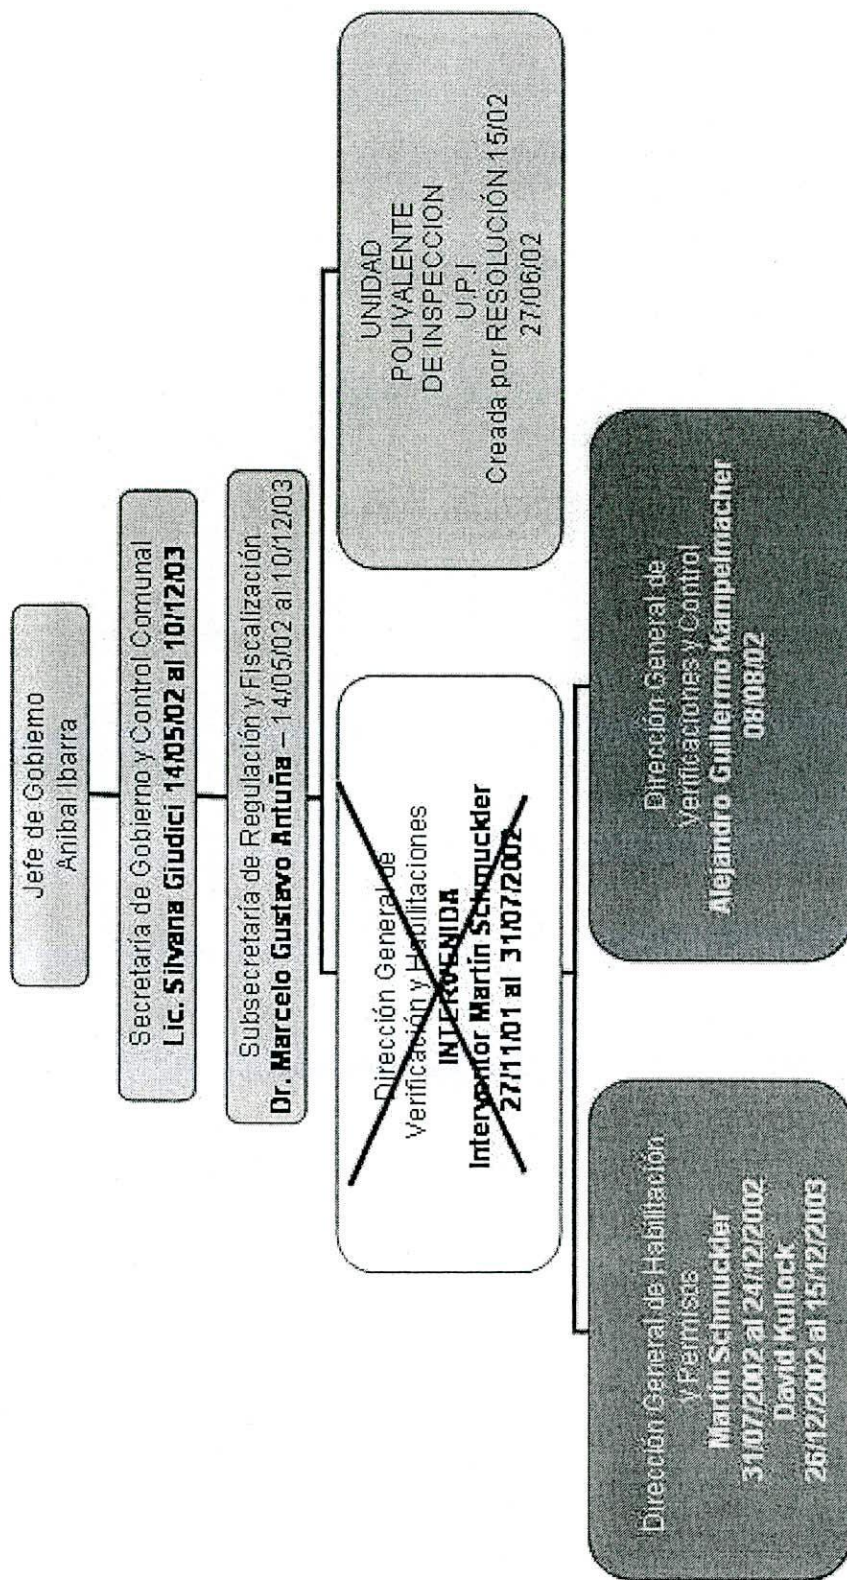 Jefe de Gobierno
Anibal Ibarra
Secretaría de Gobierno y Control Comunal
Lic. Silvana Giudici 14/05/02 al 10/12/03
Subsecretaría de Regulación y Fiscalización
Dr. Marcelo Gustavo Antuña – 14/05/02 al 10/12/03
Dirección General de
Verificación y Habilitaciones
INTERVENIDA
Interventor Martín Schmuckler
27/11/01 al 31/07/2002
UNIDAD
POLIVALENTE
DE INSPECCION
U.P.I
Creada por RESOLUCIÓN 15/02
27/06/02
Dirección General de Habilitación
y Permisos
Martín Schmuckler
31/07/2002 al 24/12/2002
David Kullock
26/12/2002 al 15/12/2003
Dirección General de
Verificaciones y Control
Alejandro Guillermo Kampelmacher
08/08/02